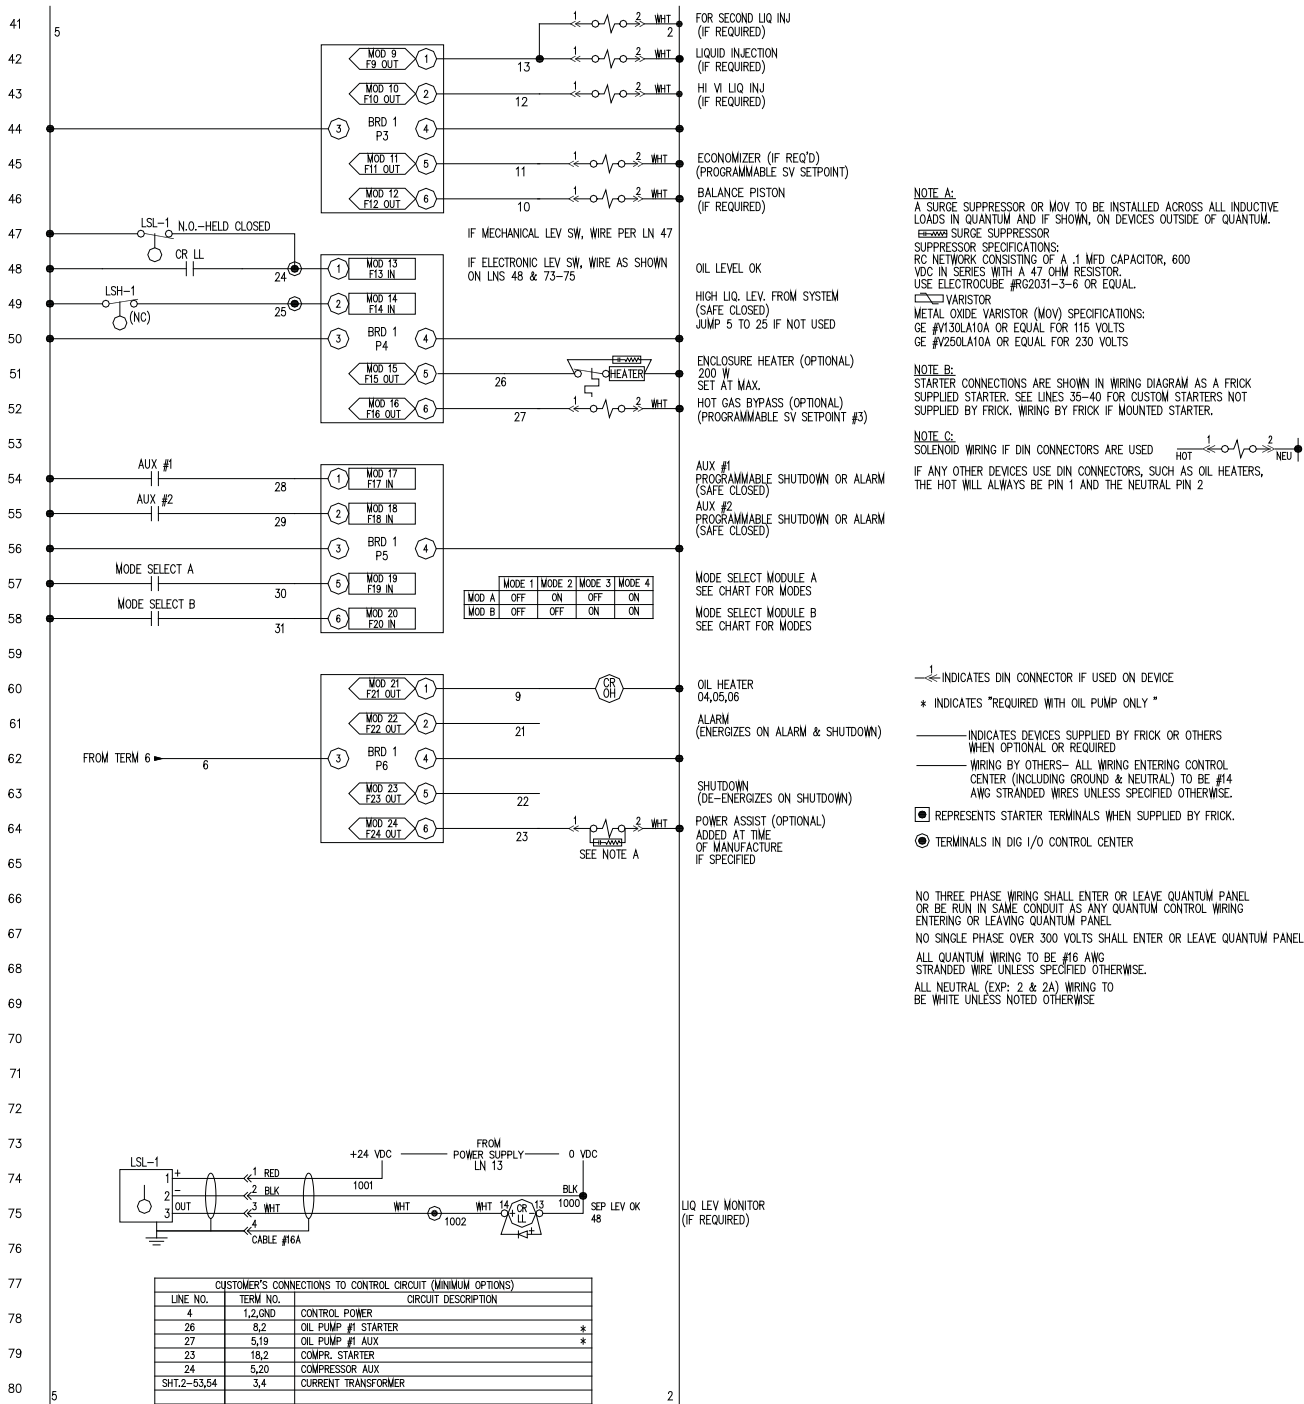 41 5 1 2 WHT 2 FOR SECOND LIQ INJ
(IF REQUIRED)
42 MOD 9 1 13 1 2 WHT LIQUID INJECTION
F9 OUT (IF REQUIRED)
43 MOD 10 2 12 1 2 WHT HI VI LIQ INJ
F10 OUT (IF REQUIRED)
44 3 BRD 1 4
P3
45 MOD 11 5 11 1 2 WHT ECONOMIZER (IF REQ'D)
F11 OUT (PROGRAMMABLE SV SETPOINT)
46 MOD 12 6 10 1 2 WHT BALANCE PISTON
F12 OUT (IF REQUIRED)
47 LSL-1 N.O.-HELD CLOSED IF MECHANICAL LEV SW, WIRE PER LN 47
48 CR LL 24 1 MOD 13 IF ELECTRONIC LEV SW, WIRE AS SHOWN
F13 IN ON LNS 48 & 73-75
OIL LEVEL OK
49 LSH-1 (NC) 25 2 MOD 14 HIGH LIQ. LEV. FROM SYSTEM
F14 IN (SAFE CLOSED)
JUMP 5 TO 25 IF NOT USED
50 3 BRD 1 4
P4
51 MOD 15 5 26 HEATER ENCLOSURE HEATER (OPTIONAL)
F15 OUT 200 W
SET AT MAX.
52 MOD 16 6 27 1 2 WHT HOT GAS BYPASS (OPTIONAL)
F16 OUT (PROGRAMMABLE SV SETPOINT #3)
53
54 AUX #1 28 1 MOD 17 AUX #1
F17 IN PROGRAMMABLE SHUTDOWN OR ALARM
(SAFE CLOSED)
55 AUX #2 29 2 MOD 18 AUX #2
F18 IN PROGRAMMABLE SHUTDOWN OR ALARM
(SAFE CLOSED)
56 3 BRD 1 4
P5
57 MODE SELECT A 30 5 MOD 19 MODE SELECT MODULE A
F19 IN SEE CHART FOR MODES
58 MODE SELECT B 31 6 MOD 20 MODE SELECT MODULE B
F20 IN SEE CHART FOR MODES
MODE 1 MODE 2 MODE 3 MODE 4
MOD A OFF ON OFF ON
MOD B OFF OFF ON ON
59
60 MOD 21 1 9 CR OH OIL HEATER
F21 OUT 04,05,06
61 MOD 22 2 21 ALARM
F22 OUT (ENERGIZES ON ALARM & SHUTDOWN)
62 FROM TERM 6 6 3 BRD 1 4
P6
63 MOD 23 5 22 SHUTDOWN
F23 OUT (DE-ENERGIZES ON SHUTDOWN)
64 MOD 24 6 23 1 2 WHT POWER ASSIST (OPTIONAL)
F24 OUT ADDED AT TIME
SEE NOTE A OF MANUFACTURE
IF SPECIFIED
65
66
67
68
69
70
71
72
73 FROM
+24 VDC POWER SUPPLY 0 VDC
LN 13
74 LSL-1 1 + 1 RED 1001
2 - 2 BLK BLK 1000
75 3 OUT 3 WHT WHT 1002 WHT 14 + CR LL - 13 SEP LEV OK LIQ LEV MONITOR
+ 48 (IF REQUIRED)
4
76 CABLE #16A
77 CUSTOMER'S CONNECTIONS TO CONTROL CIRCUIT (MINIMUM OPTIONS)
LINE NO. TERM NO. CIRCUIT DESCRIPTION
78 4 1,2,GND CONTROL POWER
26 8,2 OIL PUMP #1 STARTER *
27 5,19 OIL PUMP #1 AUX *
79 23 18,2 COMPR. STARTER
24 5,20 COMPRESSOR AUX
80 SHT.2-53,54 3,4 CURRENT TRANSFORMER
5 2
NOTE A:
A SURGE SUPPRESSOR OR MOV TO BE INSTALLED ACROSS ALL INDUCTIVE
LOADS IN QUANTUM AND IF SHOWN, ON DEVICES OUTSIDE OF QUANTUM.
SURGE SUPPRESSOR
SUPPRESSOR SPECIFICATIONS:
RC NETWORK CONSISTING OF A .1 MFD CAPACITOR, 600
VDC IN SERIES WITH A 47 OHM RESISTOR.
USE ELECTROCUBE #RG2031-3-6 OR EQUAL.
VARISTOR
METAL OXIDE VARISTOR (MOV) SPECIFICATIONS:
GE #V130LA10A OR EQUAL FOR 115 VOLTS
GE #V250LA10A OR EQUAL FOR 230 VOLTS
NOTE B:
STARTER CONNECTIONS ARE SHOWN IN WIRING DIAGRAM AS A FRICK
SUPPLIED STARTER. SEE LINES 35-40 FOR CUSTOM STARTERS NOT
SUPPLIED BY FRICK. WIRING BY FRICK IF MOUNTED STARTER.
NOTE C:
SOLENOID WIRING IF DIN CONNECTORS ARE USED HOT 1 2 NEU
IF ANY OTHER DEVICES USE DIN CONNECTORS, SUCH AS OIL HEATERS,
THE HOT WILL ALWAYS BE PIN 1 AND THE NEUTRAL PIN 2
1 INDICATES DIN CONNECTOR IF USED ON DEVICE
* INDICATES "REQUIRED WITH OIL PUMP ONLY "
INDICATES DEVICES SUPPLIED BY FRICK OR OTHERS
WHEN OPTIONAL OR REQUIRED
WIRING BY OTHERS- ALL WIRING ENTERING CONTROL
CENTER (INCLUDING GROUND & NEUTRAL) TO BE #14
AWG STRANDED WIRES UNLESS SPECIFIED OTHERWISE.
REPRESENTS STARTER TERMINALS WHEN SUPPLIED BY FRICK.
TERMINALS IN DIG I/O CONTROL CENTER
NO THREE PHASE WIRING SHALL ENTER OR LEAVE QUANTUM PANEL
OR BE RUN IN SAME CONDUIT AS ANY QUANTUM CONTROL WIRING
ENTERING OR LEAVING QUANTUM PANEL
NO SINGLE PHASE OVER 300 VOLTS SHALL ENTER OR LEAVE QUANTUM PANEL
ALL QUANTUM WIRING TO BE #16 AWG
STRANDED WIRE UNLESS SPECIFIED OTHERWISE.
ALL NEUTRAL (EXP: 2 & 2A) WIRING TO
BE WHITE UNLESS NOTED OTHERWISE